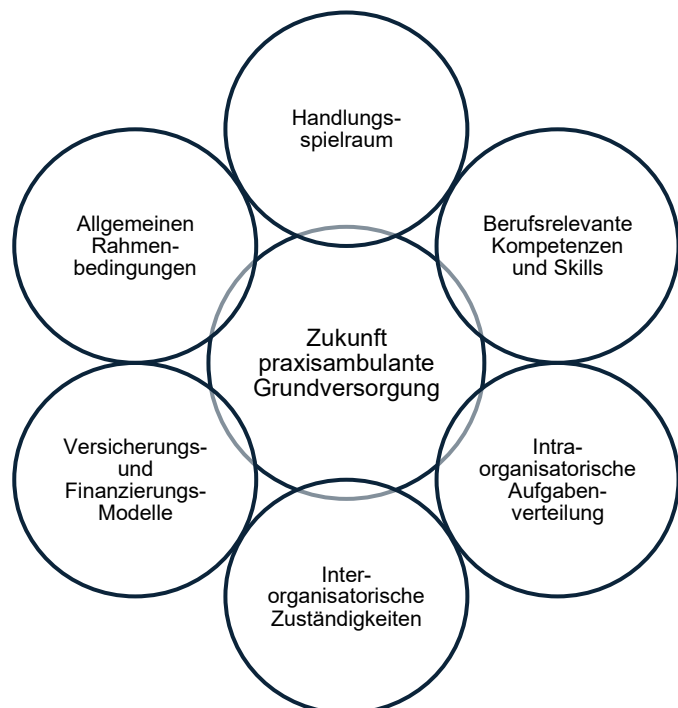 Handlungs-
spielraum
Berufsrelevante
Kompetenzen
und Skills
Intra-
organisatorische
Aufgaben-
verteilung
Inter-
organisatorische
Zuständigkeiten
Versicherungs-
und
Finanzierungs-
Modelle
Allgemeinen
Rahmen-
bedingungen
Zukunft
praxisambulante
Grundversorgung